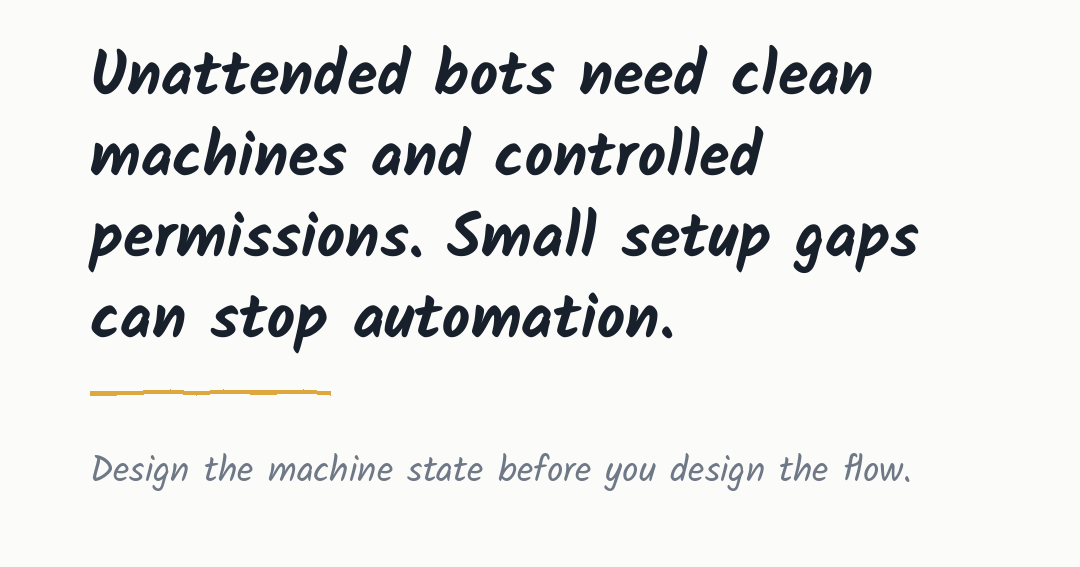 Unattended bots need clean
machines and controlled
permissions. Small setup gaps
can stop automation.
Design the machine state before you design the flow.